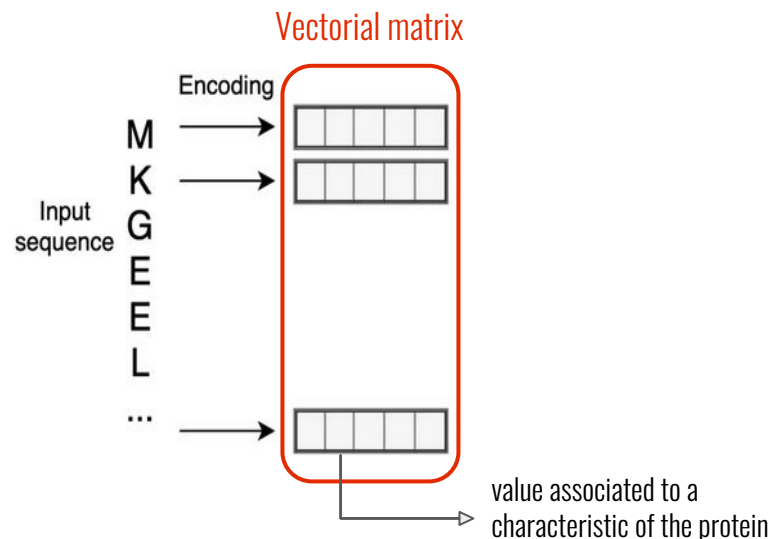 Vectorial matrix
Encoding
Input
sequence
M
K
G
E
E
L
...
value associated to a
characteristic of the protein